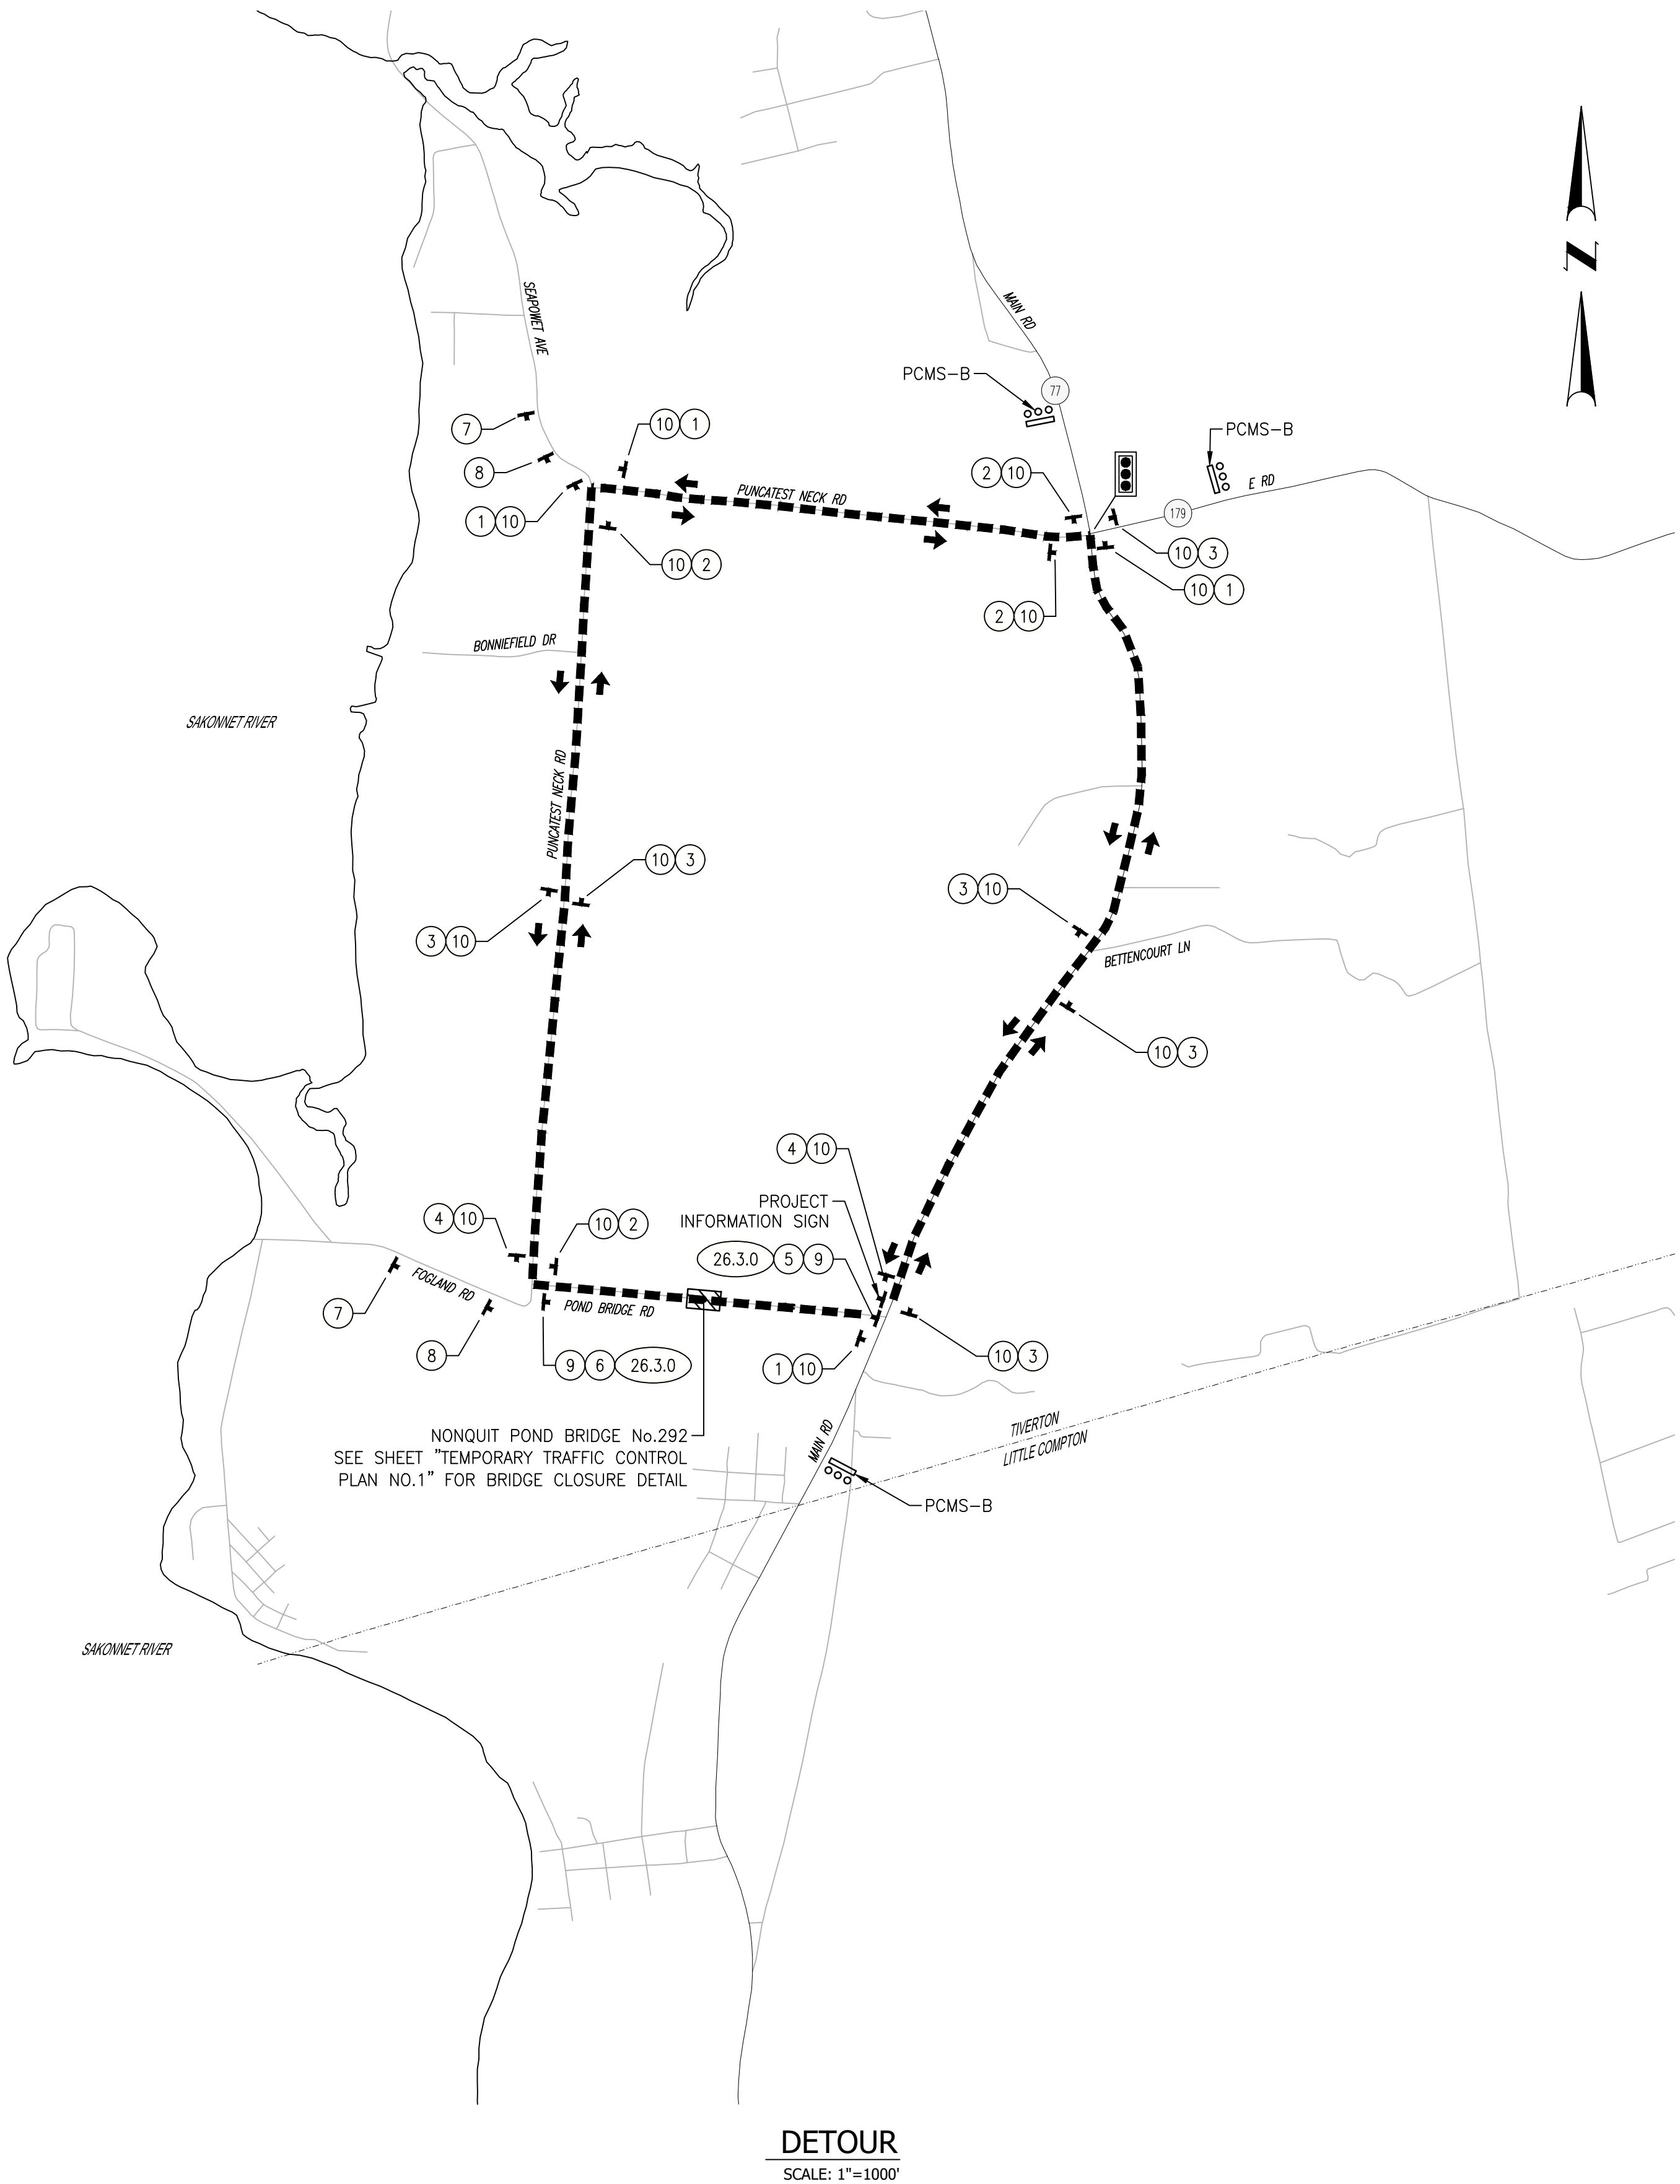 SEAPOWET AVE
MAIN RD
77
PCMS-B
PCMS-B
E RD
179
N
7
8
1 10
10 1
10 2
PUNCATEST NECK RD
2 10
10 3
10 1
2 10
BONNIEFIELD DR
SAKONNET RIVER
PUNCATEST NECK RD
10 3
3 10
3 10
BETTENCOURT LN
10 3
4 10
PROJECT
INFORMATION SIGN
26.3.0 5 9
4 10
10 2
FOGLAND RD
POND BRIDGE RD
7
8
9 6 26.3.0
1 10
10 3
NONQUIT POND BRIDGE No.292
SEE SHEET "TEMPORARY TRAFFIC CONTROL
PLAN NO.1" FOR BRIDGE CLOSURE DETAIL
MAIN RD
TIVERTON
LITTLE COMPTON
PCMS-B
SAKONNET RIVER
DETOUR
SCALE: 1"=1000'